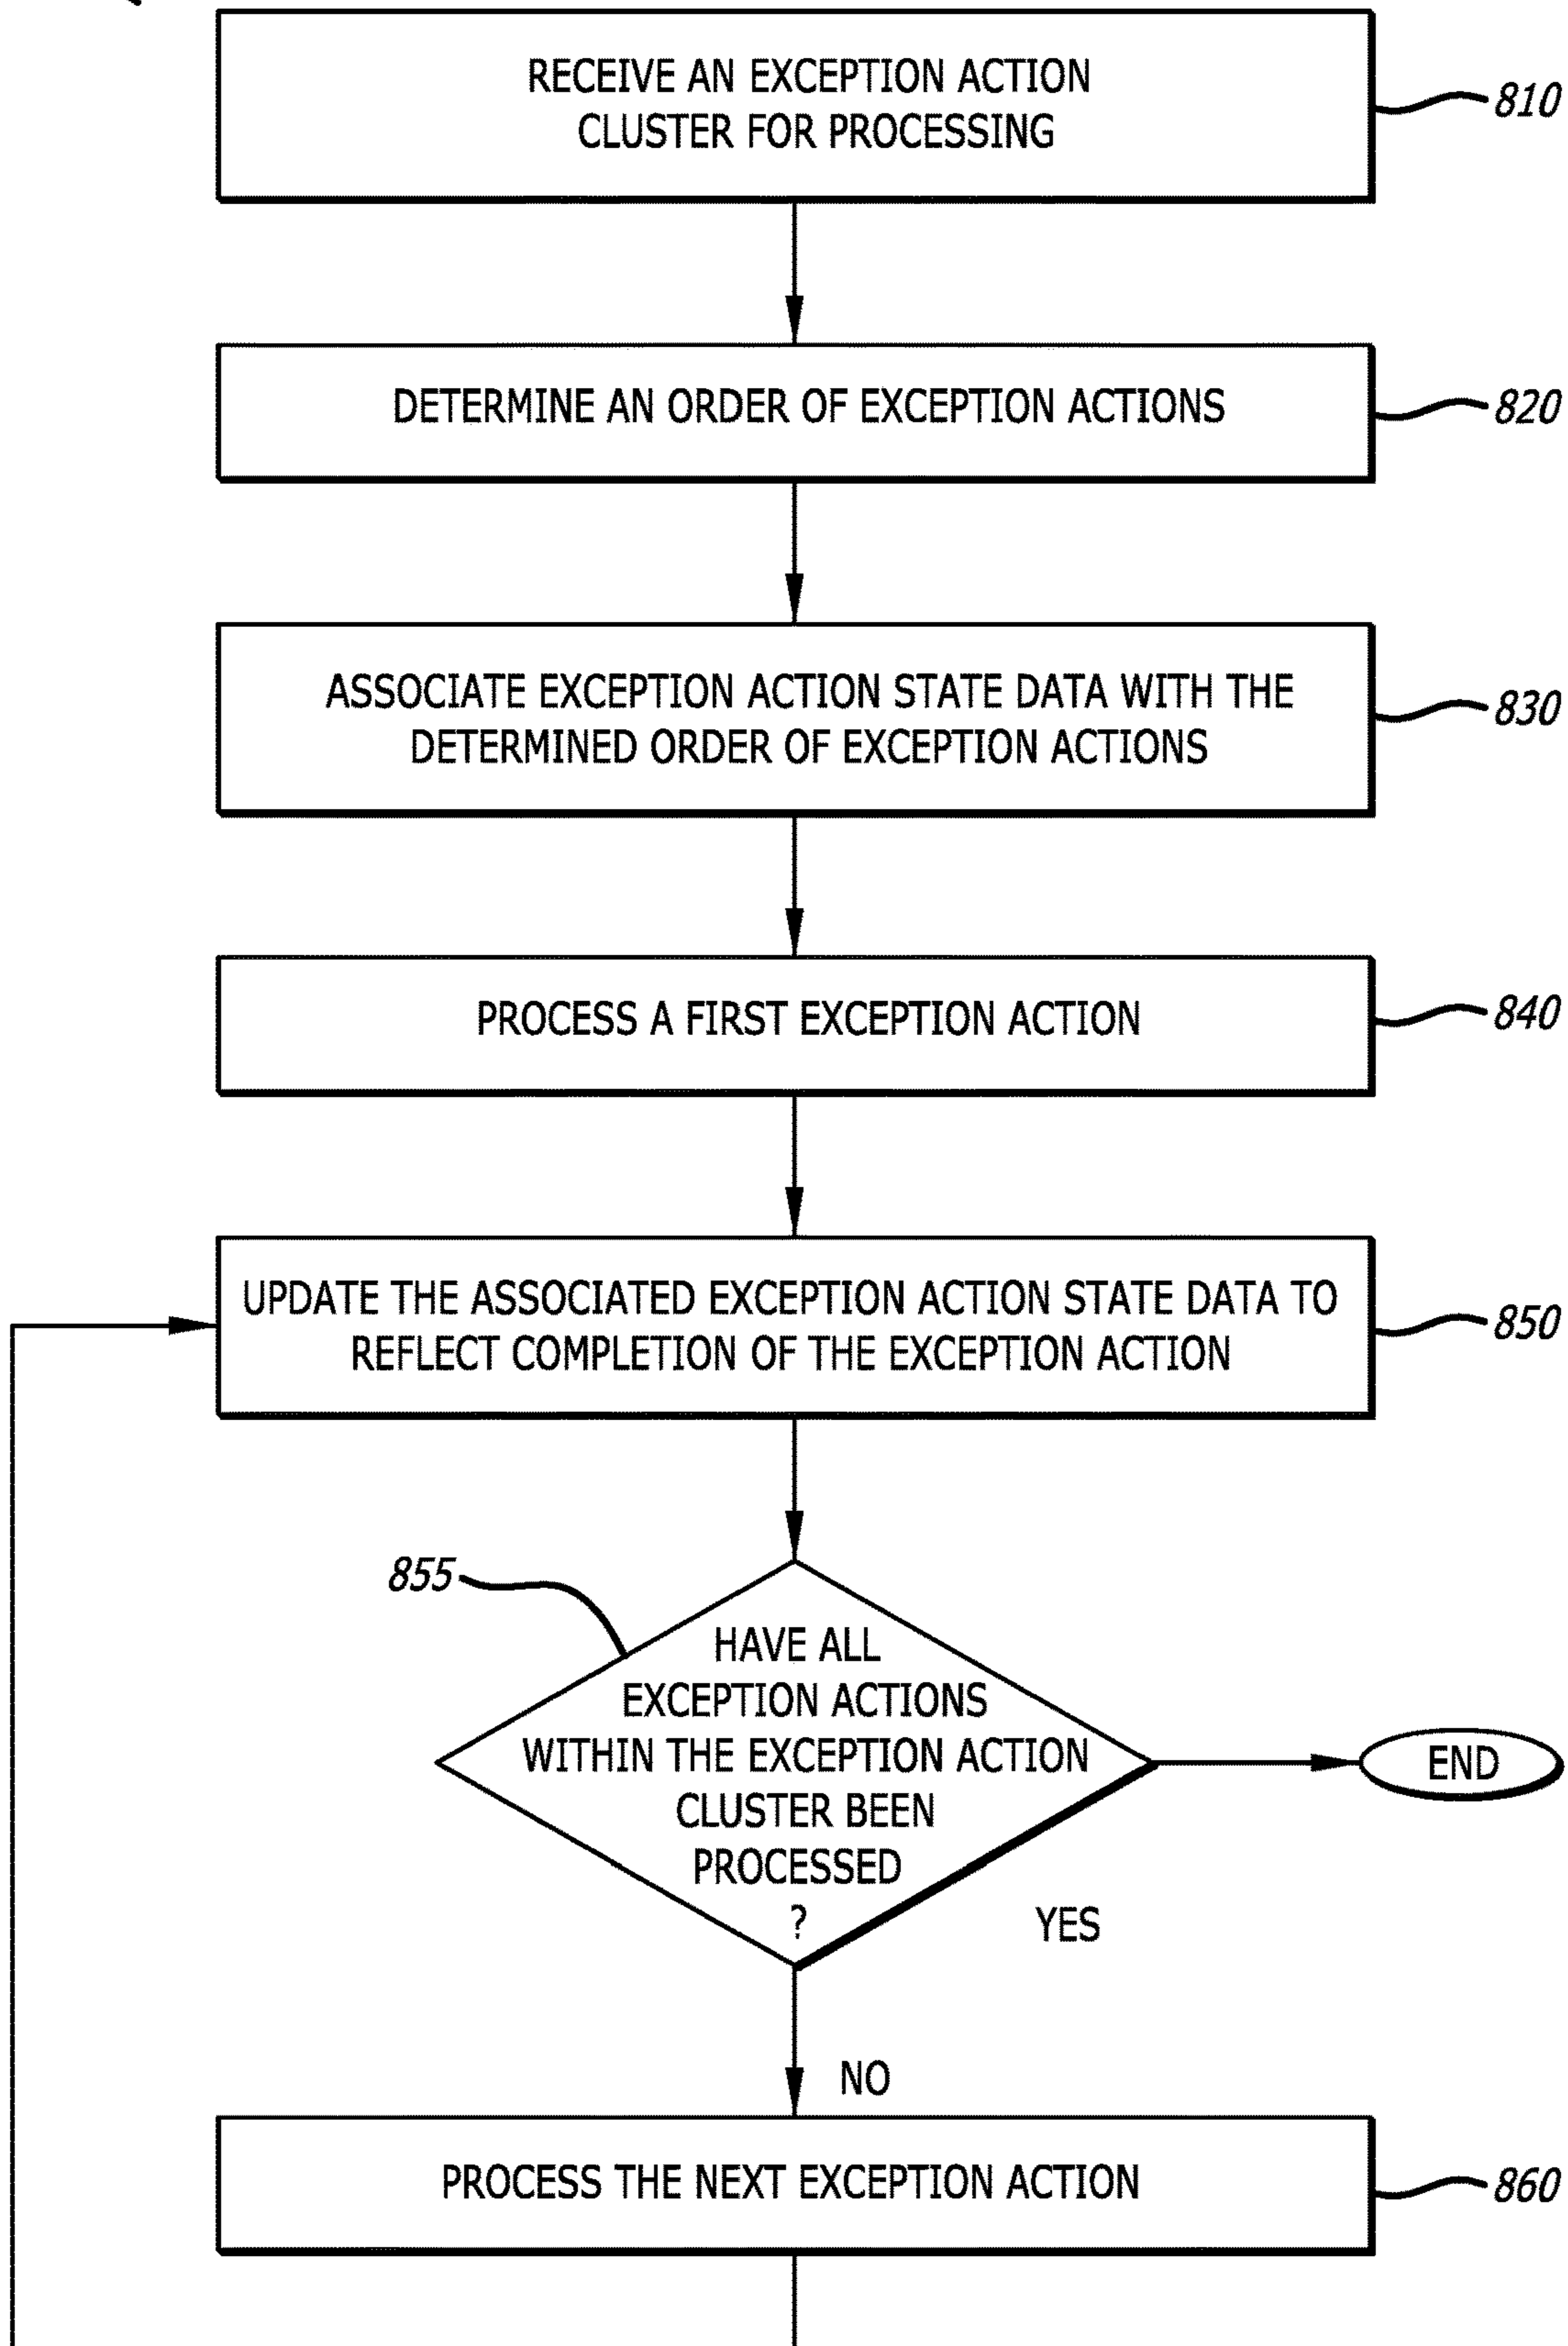 RECEIVE AN EXCEPTION ACTION
CLUSTER FOR PROCESSING
810
DETERMINE AN ORDER OF EXCEPTION ACTIONS
820
ASSOCIATE EXCEPTION ACTION STATE DATA WITH THE
DETERMINED ORDER OF EXCEPTION ACTIONS
830
PROCESS A FIRST EXCEPTION ACTION
840
UPDATE THE ASSOCIATED EXCEPTION ACTION STATE DATA TO
REFLECT COMPLETION OF THE EXCEPTION ACTION
850
855
HAVE ALL
EXCEPTION ACTIONS
WITHIN THE EXCEPTION ACTION
CLUSTER BEEN
PROCESSED
?
END
YES
NO
PROCESS THE NEXT EXCEPTION ACTION
860